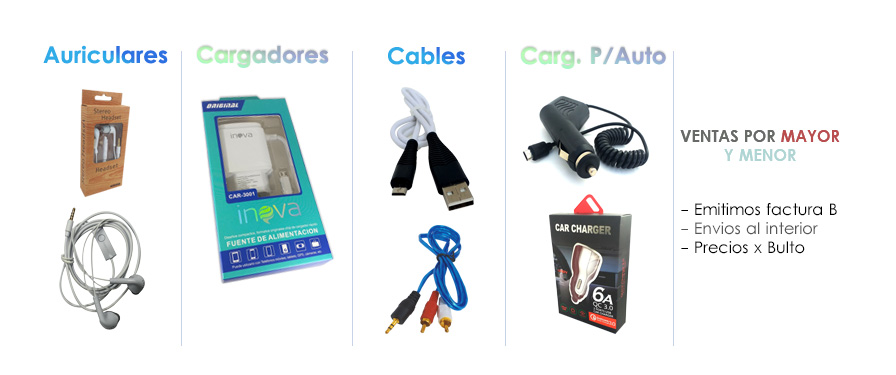 Auriculares
Cargadores
Cables
Carg. P/Auto
Stereo
Headset
Headset
ORIGINAL
inova
CAR-3001
inova
FUENTE DE ALIMENTACION
CAR CHARGER
6A
QC 3.0
VENTAS POR MAYOR
Y MENOR
- Emitimos factura B
- Envios al interior
- Precios x Bulto